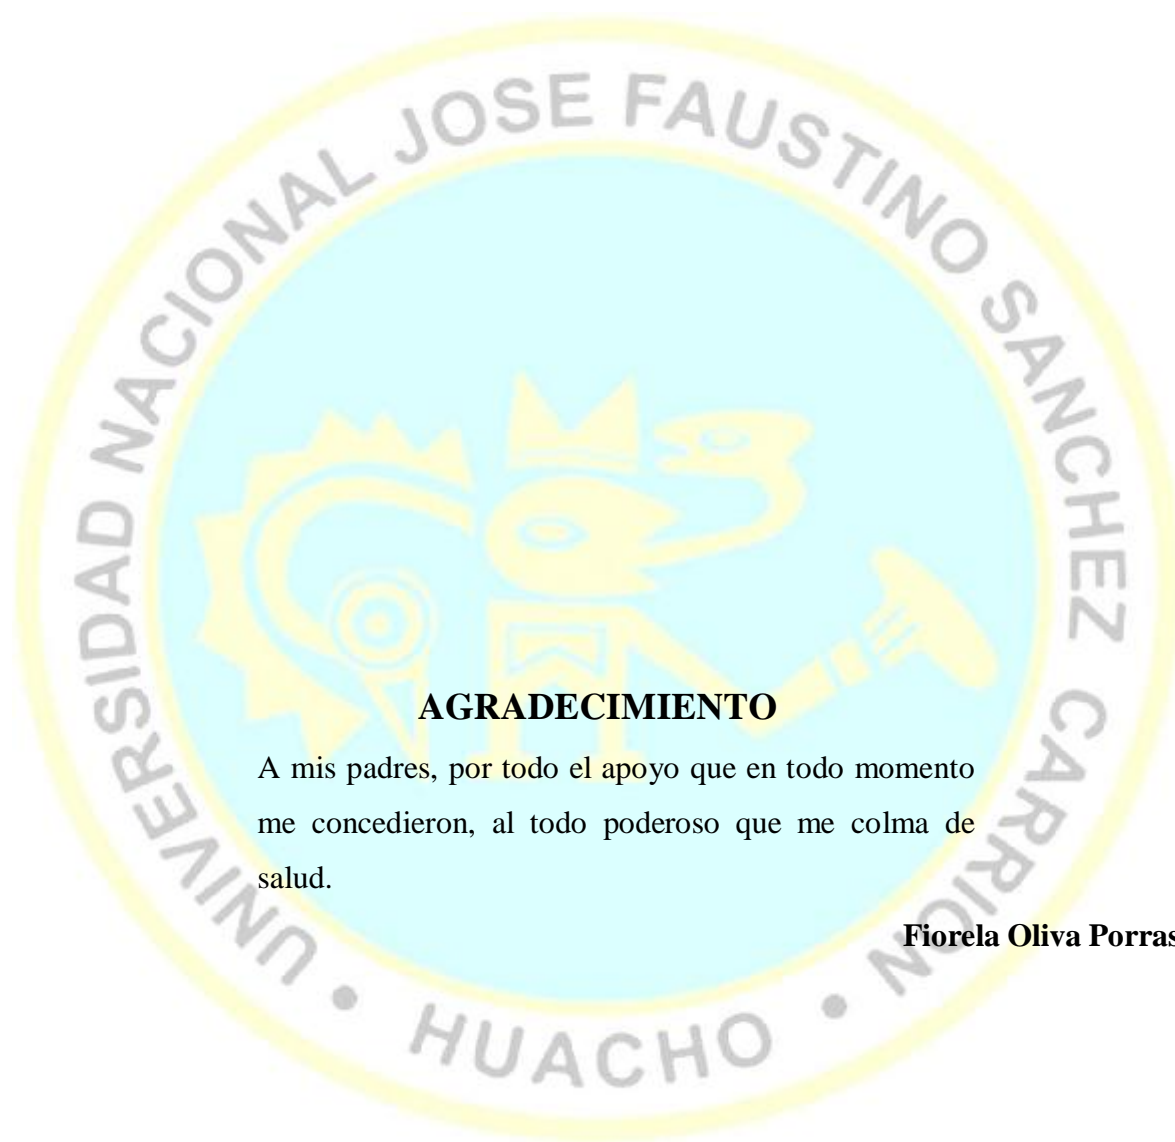 UNIVERSIDAD NACIONAL JOSE FAUSTINO SANCHEZ CARRION
• HUACHO •
AGRADECIMIENTO
A mis padres, por todo el apoyo que en todo momento
me concedieron, al todo poderoso que me colma de
salud.
Fiorela Oliva Porras